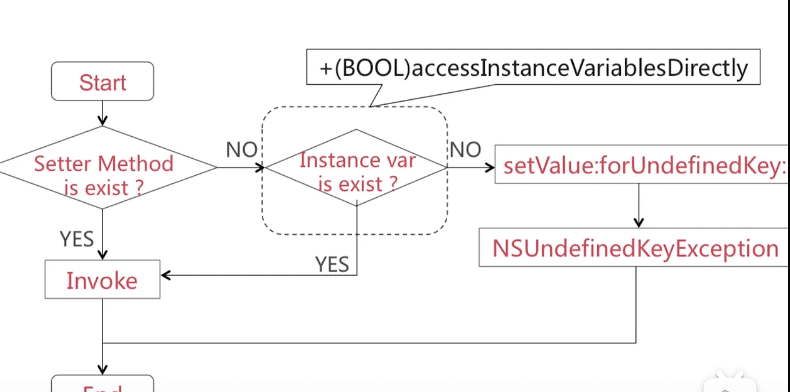 +(BOOL)accessInstanceVariablesDirectly
Start
Setter Method
is exist ?
NO
Instance var
is exist ?
NO
setValue:forUndefinedKey:
YES
YES
Invoke
NSUndefinedKeyException
End